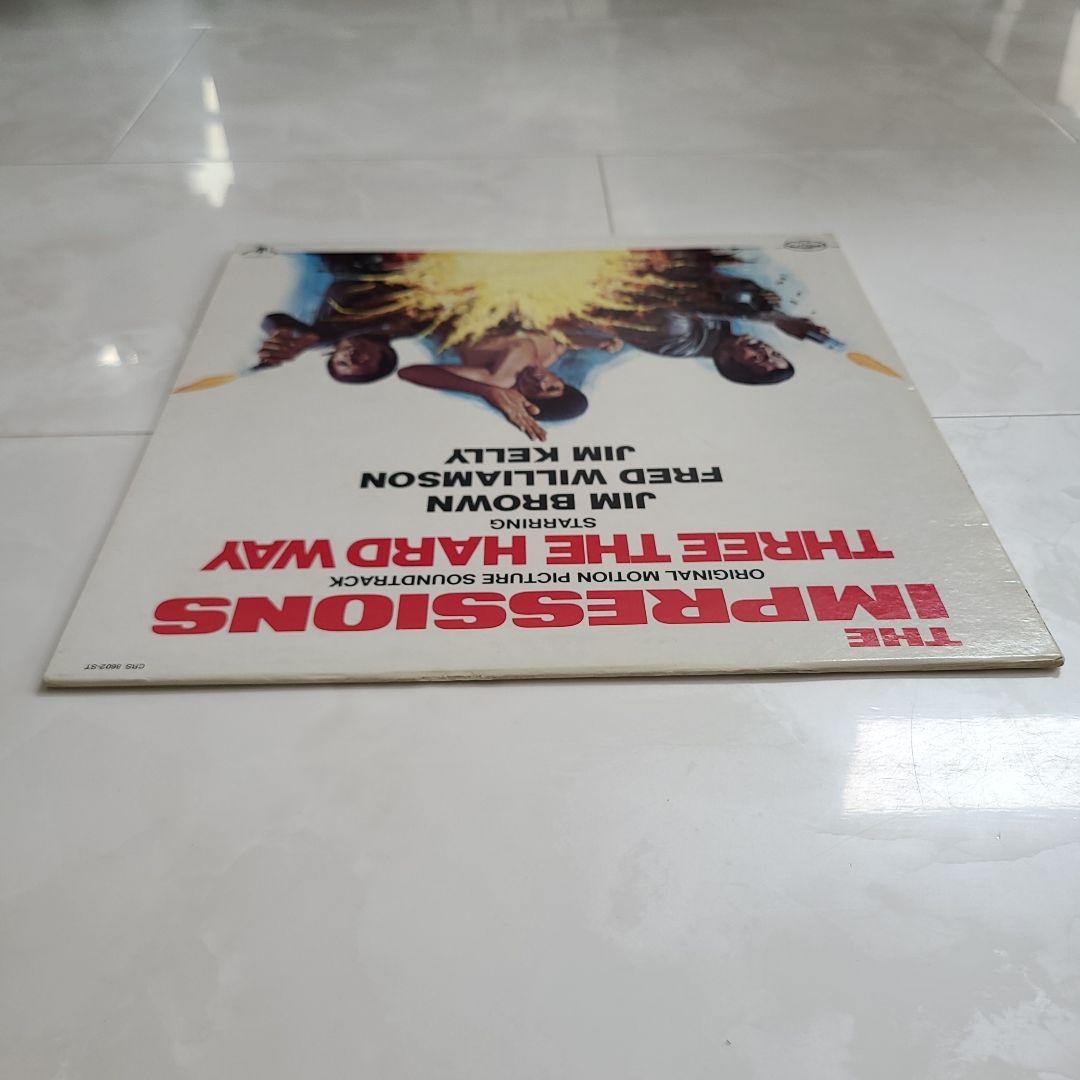 CRS 8602-ST
THE
IMPRESSIONS
ORIGINAL MOTION PICTURE SOUNDTRACK
THREE THE HARD WAY
STARRING
JIM BROWN
FRED WILLIAMSON
JIM KELLY